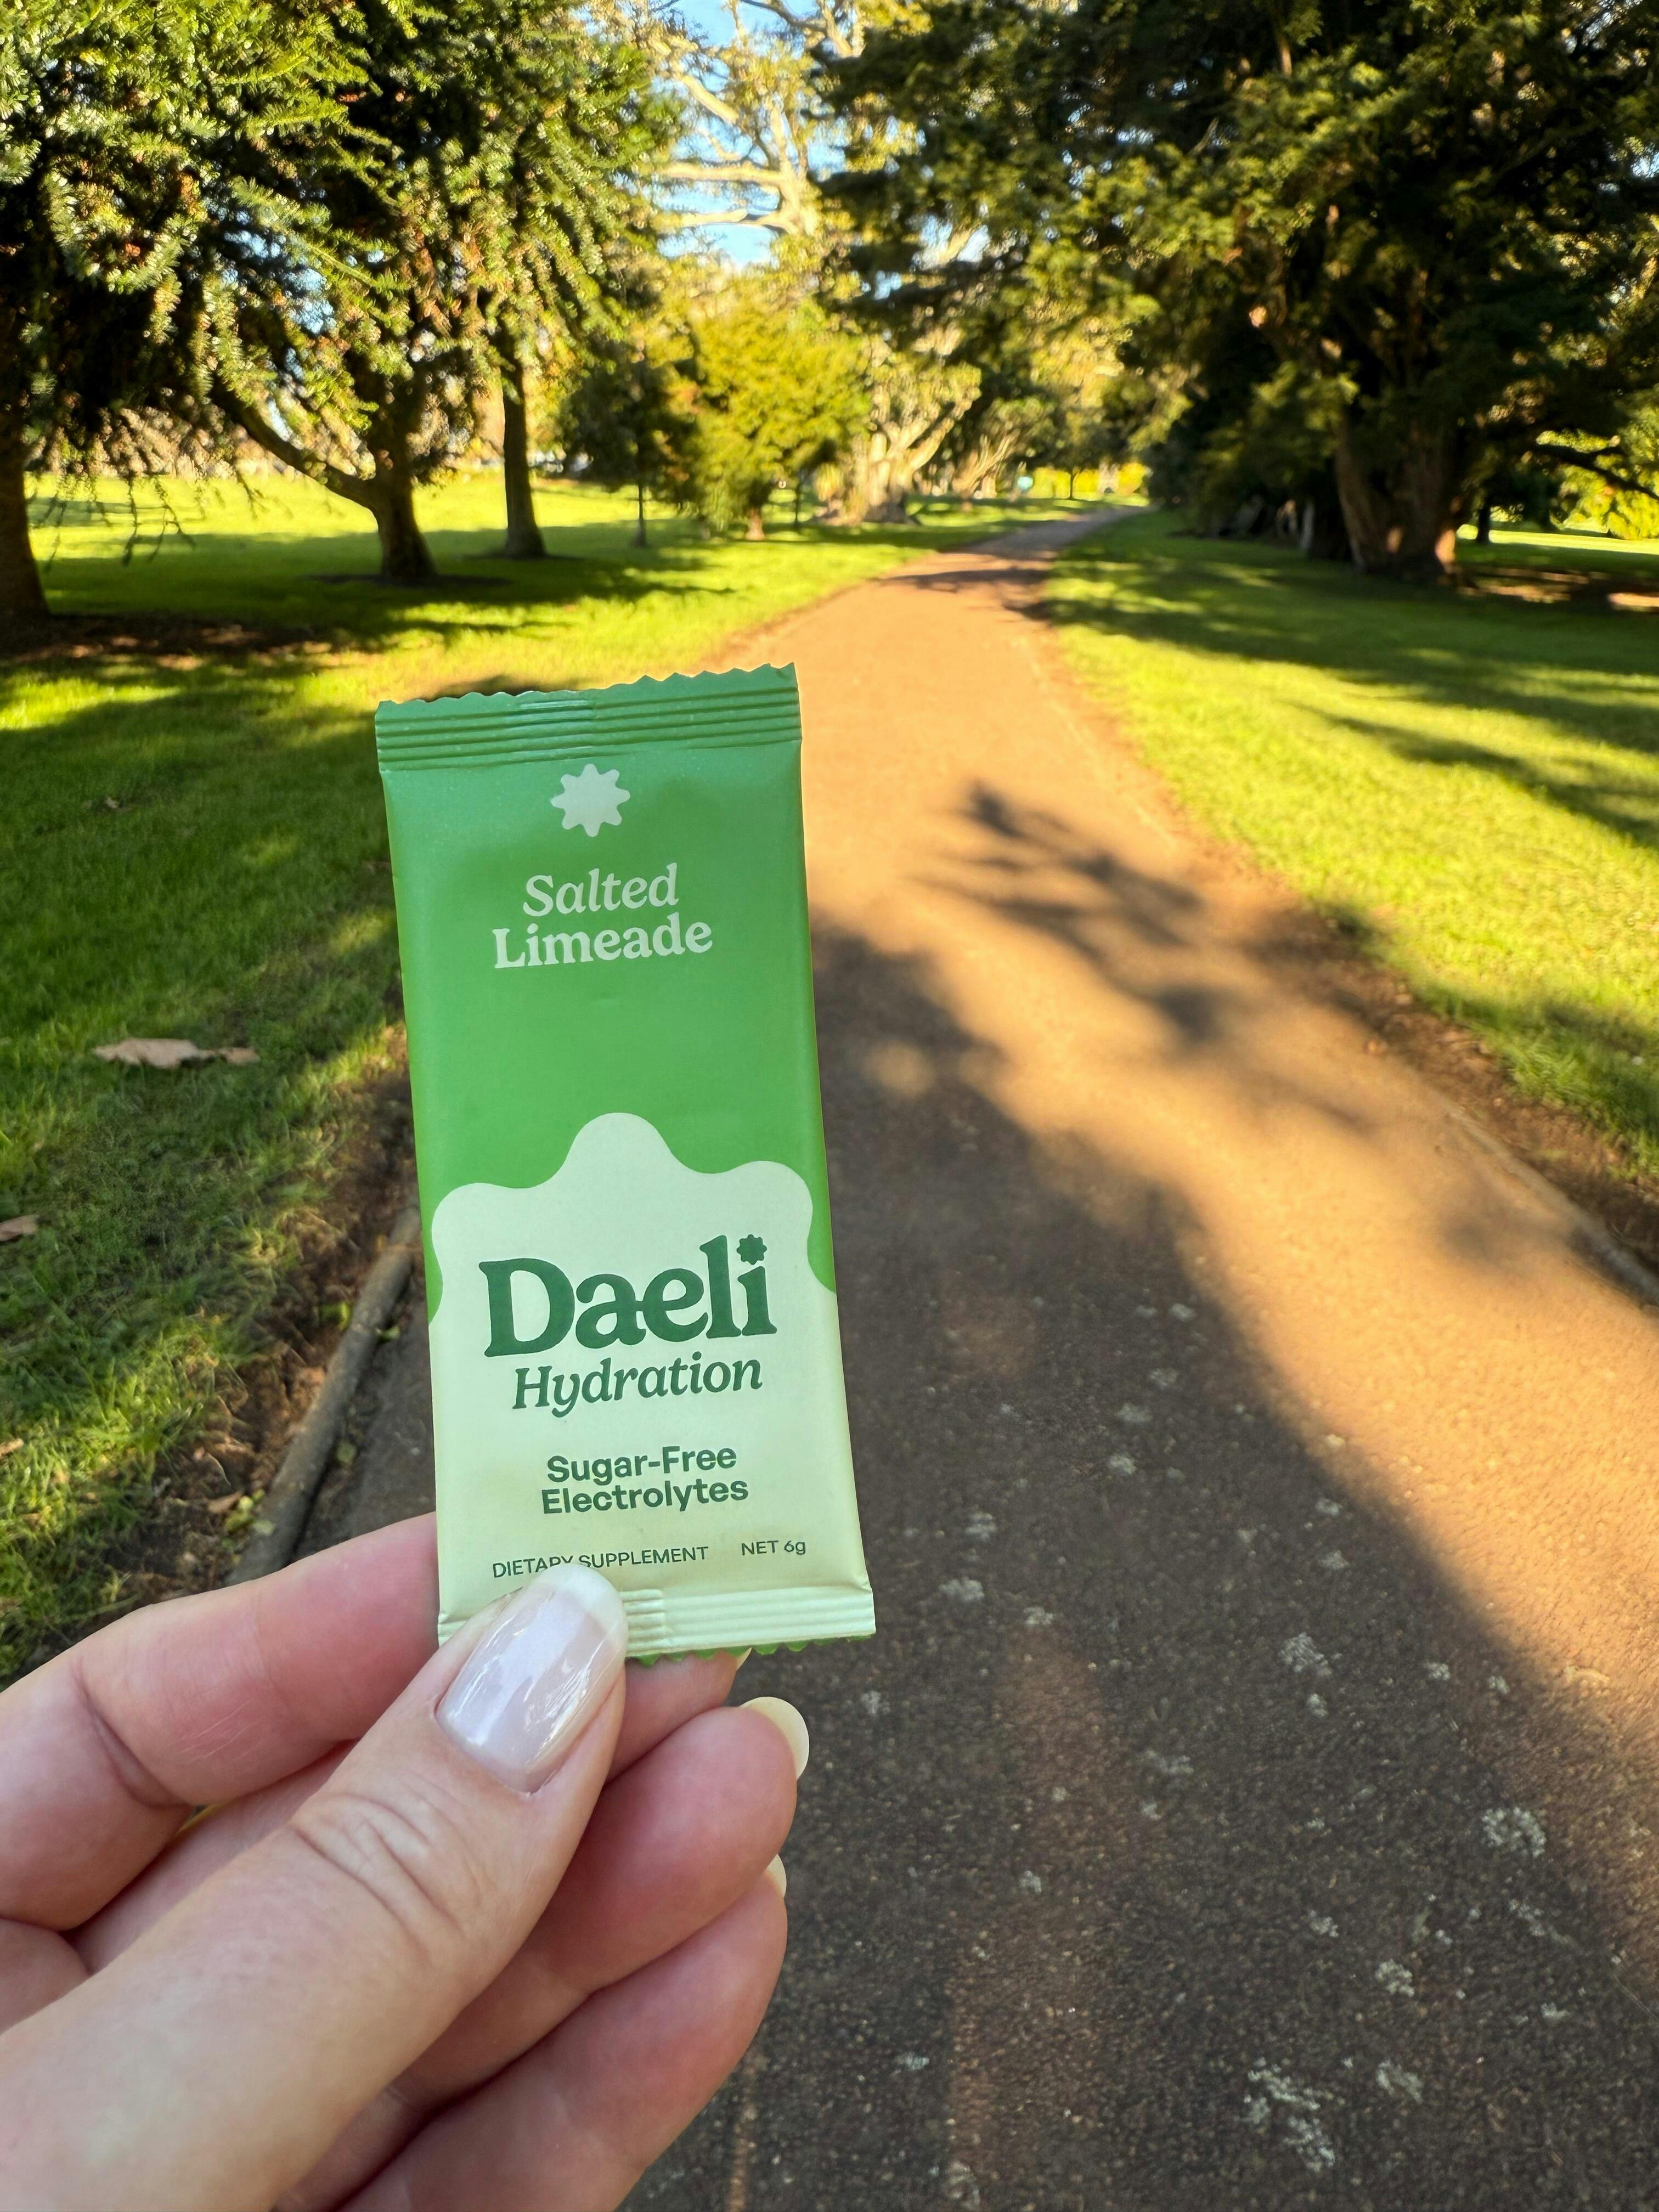 Salted
Limeade
Daeli
Hydration
Sugar-Free
Electrolytes
DIETARY SUPPLEMENT NET 6g